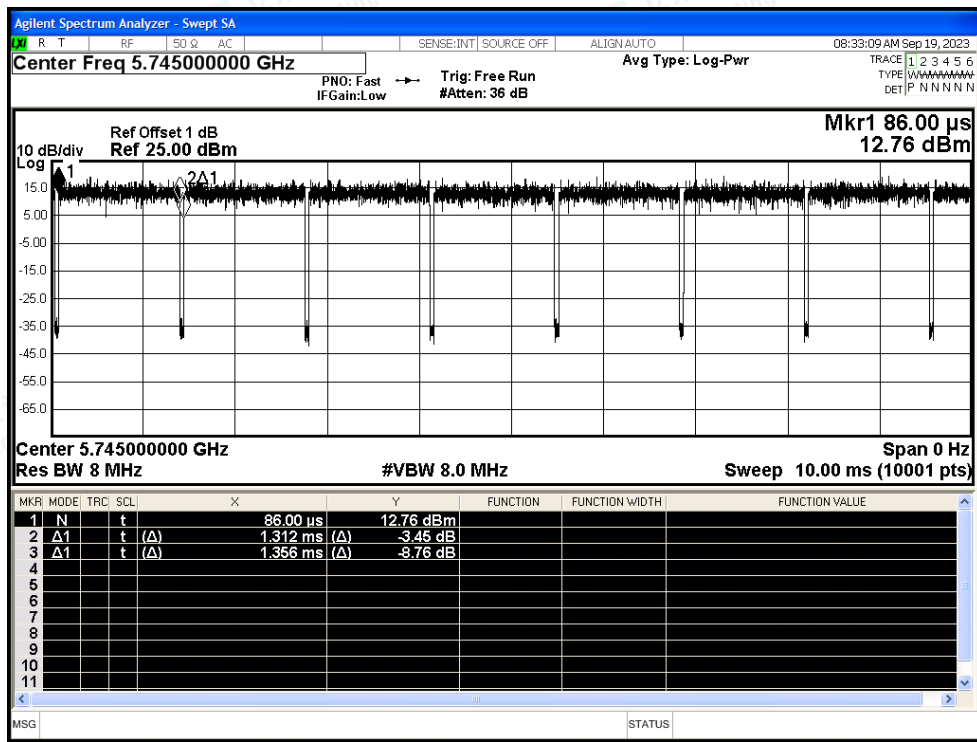 Agilent Spectrum Analyzer - Swept SA
LXI R T RF 50 Ω AC SENSE:INT SOURCE OFF ALIGN AUTO 08:33:09 AM Sep 19, 2023
Center Freq 5.745000000 GHz
PNO: Fast
IFGain:Low
Trig: Free Run
#Atten: 36 dB
Avg Type: Log-Pwr
TRACE 1 2 3 4 5 6
TYPE
DET P N N N N N
Mkr1 86.00 µs
12.76 dBm
Ref Offset 1 dB
10 dB/div Ref 25.00 dBm
Log
1
2Δ1
15.0
5.00
-5.00
-15.0
-25.0
-35.0
-45.0
-55.0
-65.0
Center 5.745000000 GHz Span 0 Hz
Res BW 8 MHz #VBW 8.0 MHz Sweep 10.00 ms (10001 pts)
MKR MODE TRC SCL X Y FUNCTION FUNCTION WIDTH FUNCTION VALUE
1 N t 86.00 µs 12.76 dBm
2 Δ1 t (Δ) 1.312 ms (Δ) -3.45 dB
3 Δ1 t (Δ) 1.356 ms (Δ) -8.76 dB
4
5
6
7
8
9
10
11
MSG STATUS